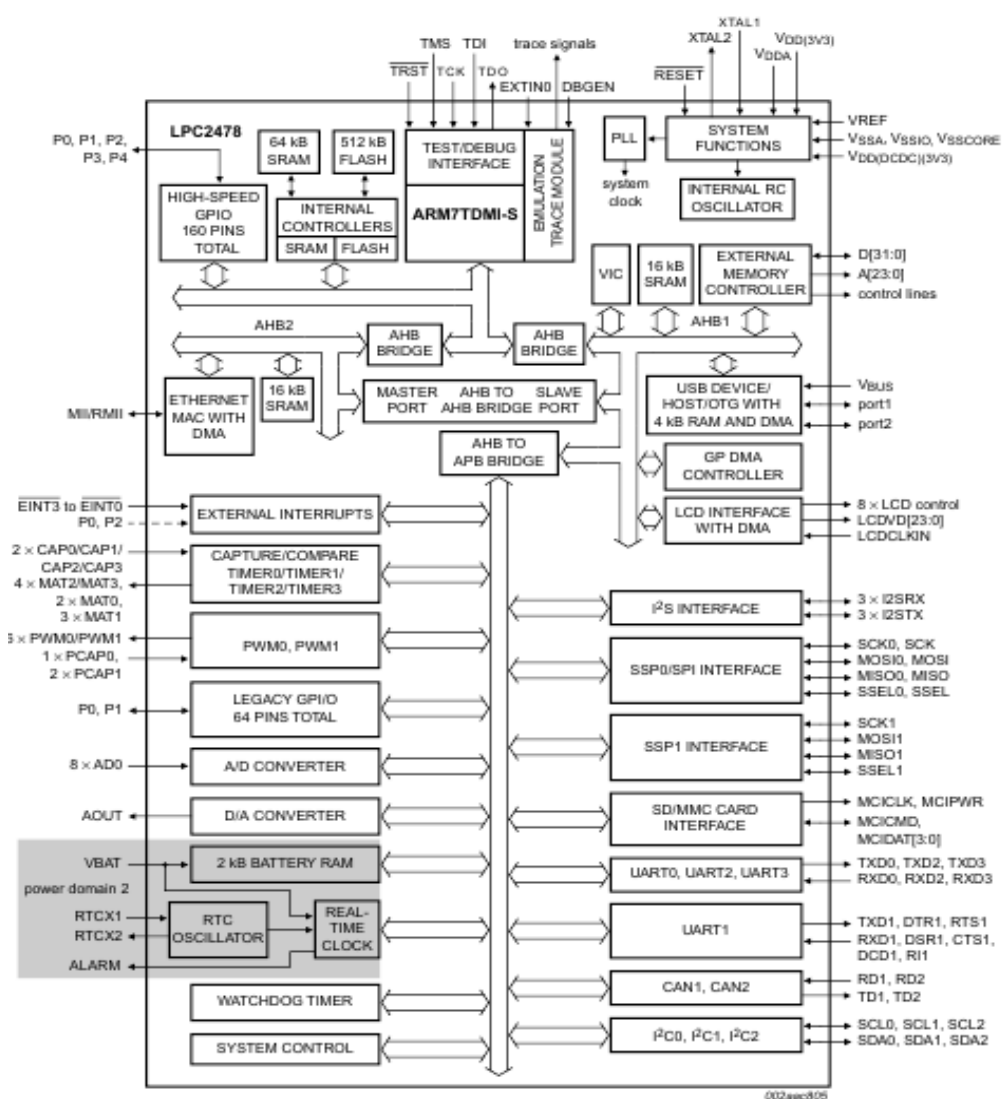 XTAL1
TMS TDI trace signals XTAL2 VDD(3V3)
VDDA
TRST TCK TDO RESET
EXTIN0 DBGEN
LPC2478
P0, P1, P2,
P3, P4
64 kB
SRAM
512 kB
FLASH
TEST/DEBUG
INTERFACE
EMULATION
TRACE MODULE
PLL
SYSTEM
FUNCTIONS
VREF
VSSA, VSSIO, VSSCORE
VDD(DCDC)(3V3)
system
clock
HIGH-SPEED
GPIO
160 PINS
TOTAL
INTERNAL
CONTROLLERS
SRAM FLASH
ARM7TDMI-S
INTERNAL RC
OSCILLATOR
VIC
16 kB
SRAM
EXTERNAL
MEMORY
CONTROLLER
D[31:0]
A[23:0]
control lines
AHB2
AHB
BRIDGE
AHB
BRIDGE
AHB1
MII/RMII
ETHERNET
MAC WITH
DMA
16 kB
SRAM
MASTER AHB TO SLAVE
PORT AHB BRIDGE PORT
USB DEVICE/
HOST/OTG WITH
4 kB RAM AND DMA
VBUS
port1
port2
AHB TO
APB BRIDGE
GP DMA
CONTROLLER
EINT3 to EINT0
P0, P2
EXTERNAL INTERRUPTS
LCD INTERFACE
WITH DMA
8 × LCD control
LCDVD[23:0]
LCDCLKIN
2 × CAP0/CAP1/
CAP2/CAP3
4 × MAT2/MAT3,
2 × MAT0,
3 × MAT1
CAPTURE/COMPARE
TIMER0/TIMER1/
TIMER2/TIMER3
I2S INTERFACE
3 × I2SRX
3 × I2STX
× PWM0/PWM1
1 × PCAP0,
2 × PCAP1
PWM0, PWM1
SSP0/SPI INTERFACE
SCK0, SCK
MOSI0, MOSI
MISO0, MISO
SSEL0, SSEL
P0, P1
LEGACY GPI/O
64 PINS TOTAL
SSP1 INTERFACE
SCK1
MOSI1
MISO1
SSEL1
8 × AD0
A/D CONVERTER
AOUT
D/A CONVERTER
SD/MMC CARD
INTERFACE
MCICLK, MCIPWR
MCICMD,
MCIDAT[3:0]
VBAT
power domain 2
2 kB BATTERY RAM
UART0, UART2, UART3
TXD0, TXD2, TXD3
RXD0, RXD2, RXD3
RTCX1
RTCX2
ALARM
RTC
OSCILLATOR
REAL-
TIME
CLOCK
UART1
TXD1, DTR1, RTS1
RXD1, DSR1, CTS1,
DCD1, RI1
WATCHDOG TIMER
CAN1, CAN2
RD1, RD2
TD1, TD2
SYSTEM CONTROL
I2C0, I2C1, I2C2
SCL0, SCL1, SCL2
SDA0, SDA1, SDA2